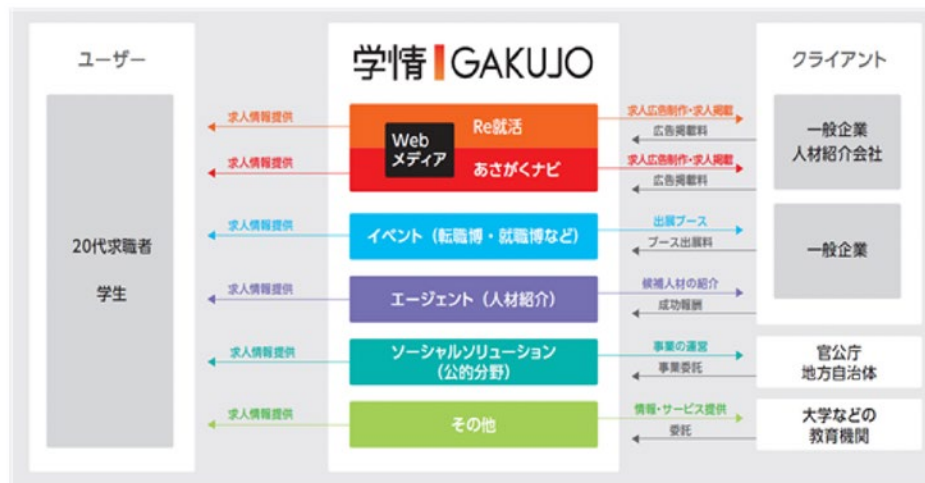 ユーザー
学情 GAKUJO
クライアント
20代求職者
学生
求人情報提供
Web
メディア
Re就活
求人広告制作・求人掲載
広告掲載料
求人情報提供
あさがくナビ
求人広告制作・求人掲載
広告掲載料
一般企業
人材紹介会社
求人情報提供
イベント（転職博・就職博など）
出展ブース
ブース出展料
一般企業
求人情報提供
エージェント（人材紹介）
候補人材の紹介
成功報酬
求人情報提供
ソーシャルソリューション
（公的分野）
事業の運営
事業委託
官公庁
地方自治体
求人情報提供
その他
情報・サービス提供
委託
大学などの
教育機関